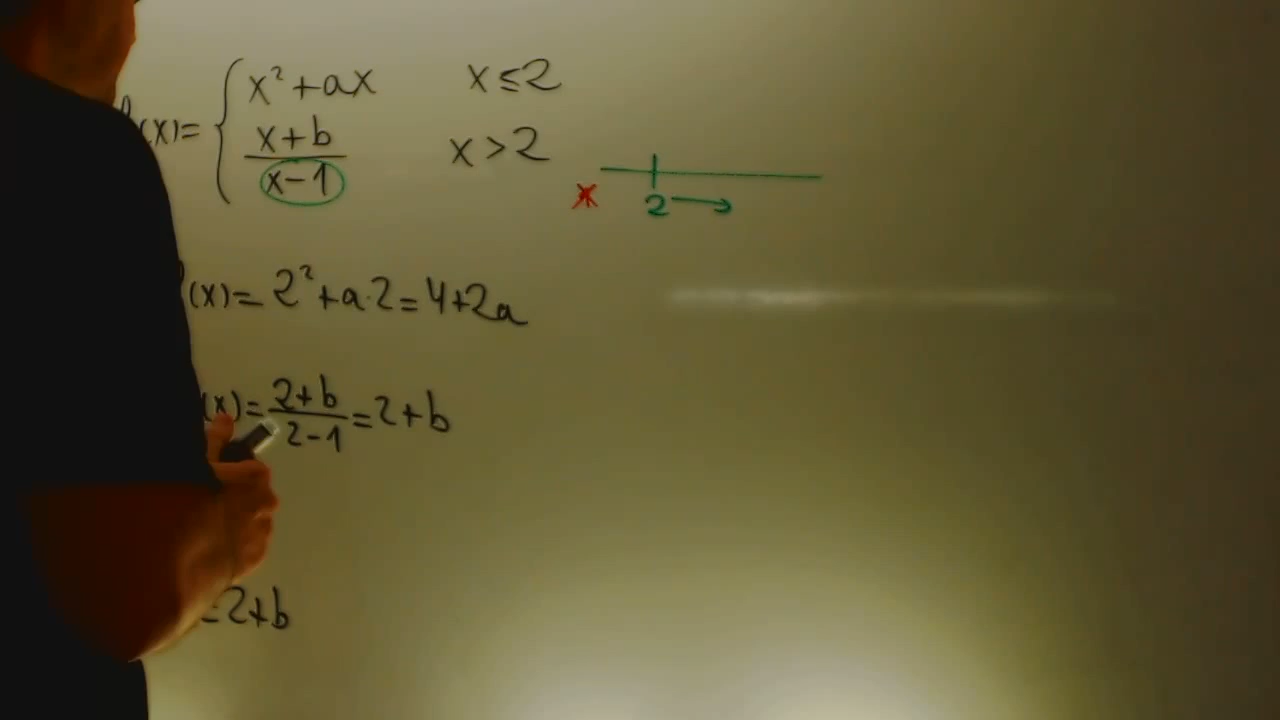 (x) = { x² + ax x ≤ 2
x + b / x - 1 x > 2
2
(x) = 2² + a · 2 = 4 + 2a
(x) = 2 + b / 2 - 1 = 2 + b
= 2 + b